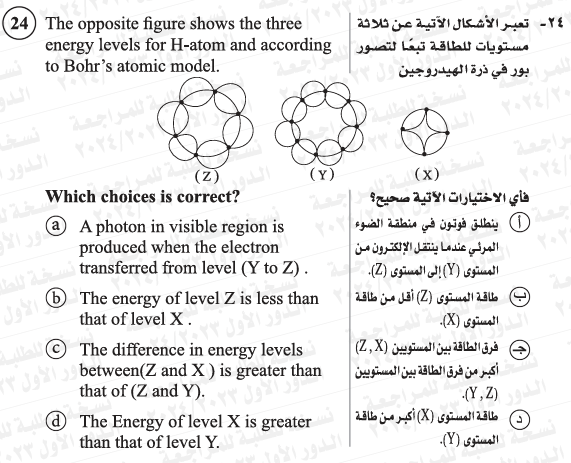 24 The opposite figure shows the three
energy levels for H-atom and according
to Bohr's atomic model.
٢٤- تعبر الأشكال الآتية عن ثلاثة
مستويات للطاقة تبعًا لتصور
بور في ذرة الهيدروجين
(Z) (Y) (X)
Which choices is correct?
a A photon in visible region is
produced when the electron
transferred from level (Y to Z) .
b The energy of level Z is less than
that of level X .
c The difference in energy levels
between(Z and X ) is greater than
that of (Z and Y).
d The Energy of level X is greater
than that of level Y.
فأي الاختيارات الآتية صحيح؟
أ ينطلق فوتون في منطقة الضوء
المرئي عندما ينتقل الإلكترون من
المستوى (Y) إلى المستوى (Z).
ب طاقة المستوى (Z) أقل من طاقة
المستوى (X).
جـ فرق الطاقة بين المستويين (Z , X)
أكبر من فرق الطاقة بين المستويين
(Y , Z).
د طاقة المستوى (X) أكبر من طاقة
المستوى (Y).